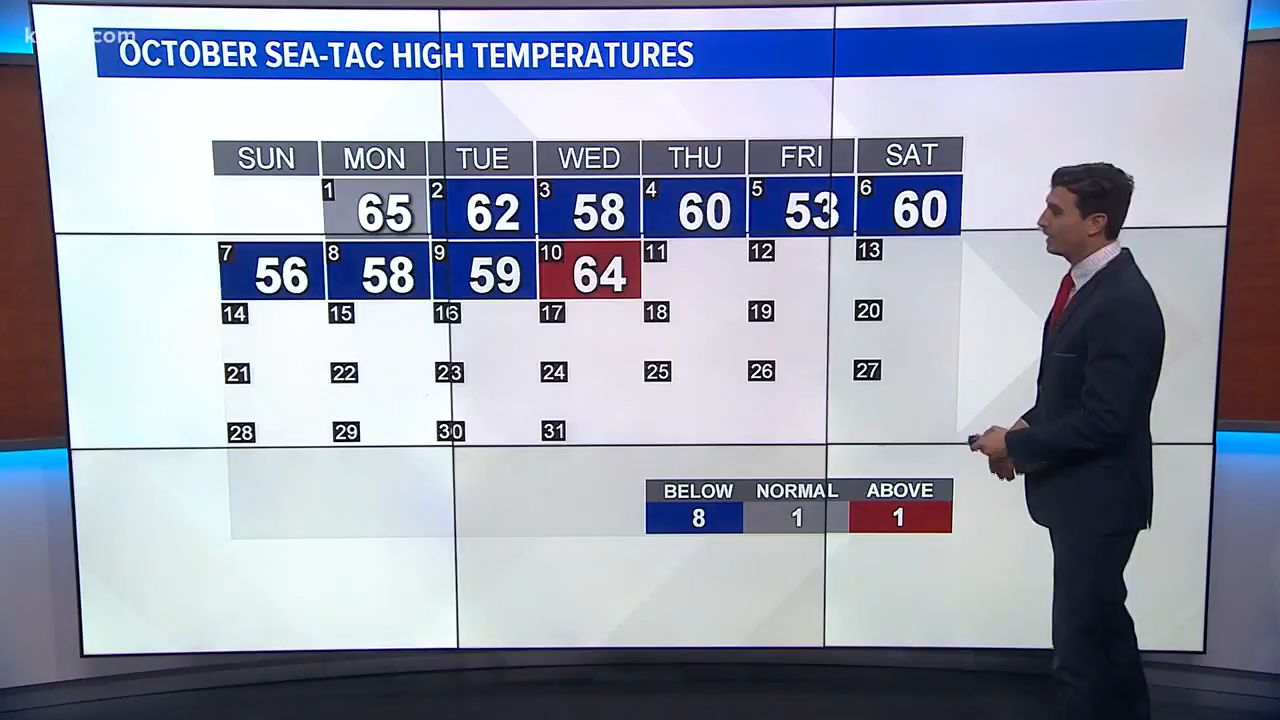 OCTOBER SEA-TAC HIGH TEMPERATURES
SUN MON TUE WED THU FRI SAT
1 65 2 62 3 58 4 60 5 53 6 60
7 56 8 58 9 59 10 64 11 12 13
14 15 16 17 18 19 20
21 22 23 24 25 26 27
28 29 30 31
BELOW NORMAL ABOVE
8 1 1